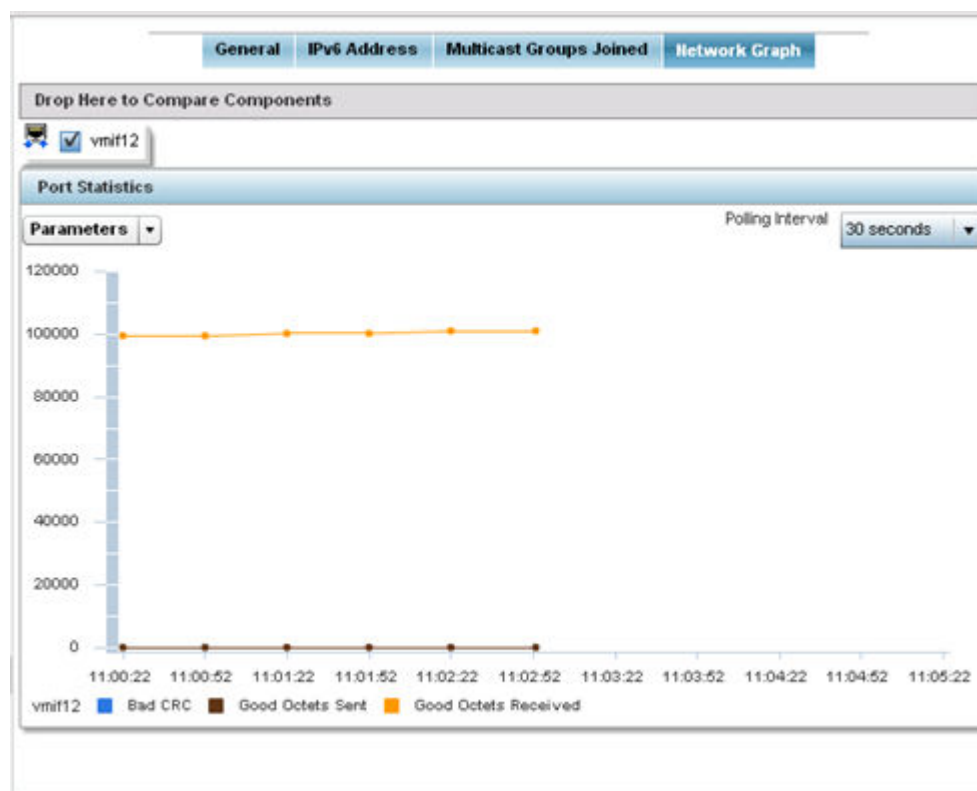 General IPv6 Address Multicast Groups Joined Network Graph
Drop Here to Compare Components
vmif12
Port Statistics
Parameters Polling Interval 30 seconds
120000
100000
80000
60000
40000
20000
0
11:00:22 11:00:52 11:01:22 11:01:52 11:02:22 11:02:52 11:03:22 11:03:52 11:04:22 11:04:52 11:05:22
vmif12 Bad CRC Good Octets Sent Good Octets Received